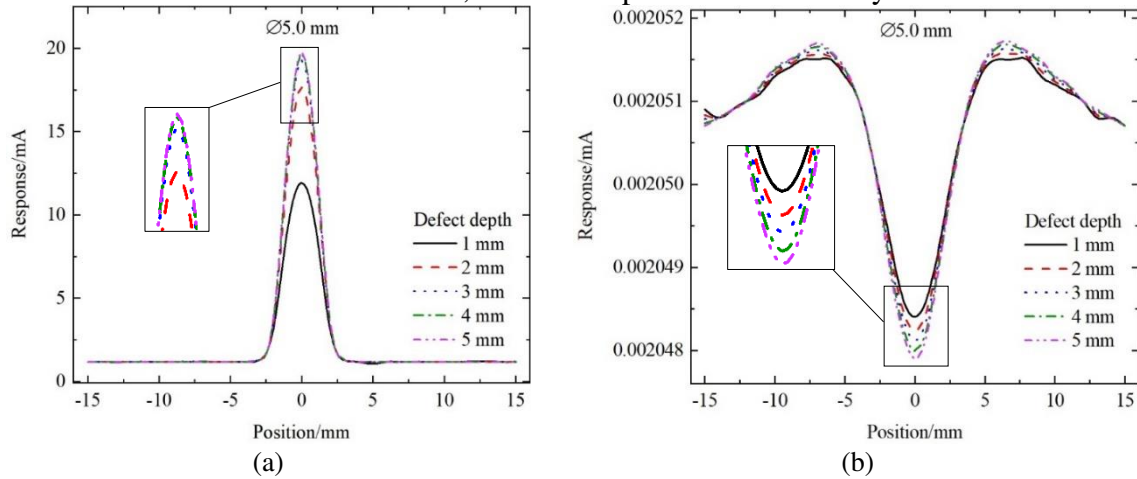 Ø5.0 mm
20
15
10
5
0
Response/mA
Defect depth
1 mm
2 mm
3 mm
4 mm
5 mm
-15 -10 -5 0 5 10 15
Position/mm
(a)
Ø5.0 mm
0.002052
0.002051
0.002050
0.002049
0.002048
Response/mA
Defect depth
1 mm
2 mm
3 mm
4 mm
5 mm
-15 -10 -5 0 5 10 15
Position/mm
(b)